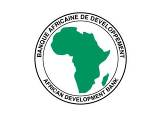 BANQUE AFRICAINE DE DEVELOPPEMENT
AFRICAN DEVELOPMENT BANK